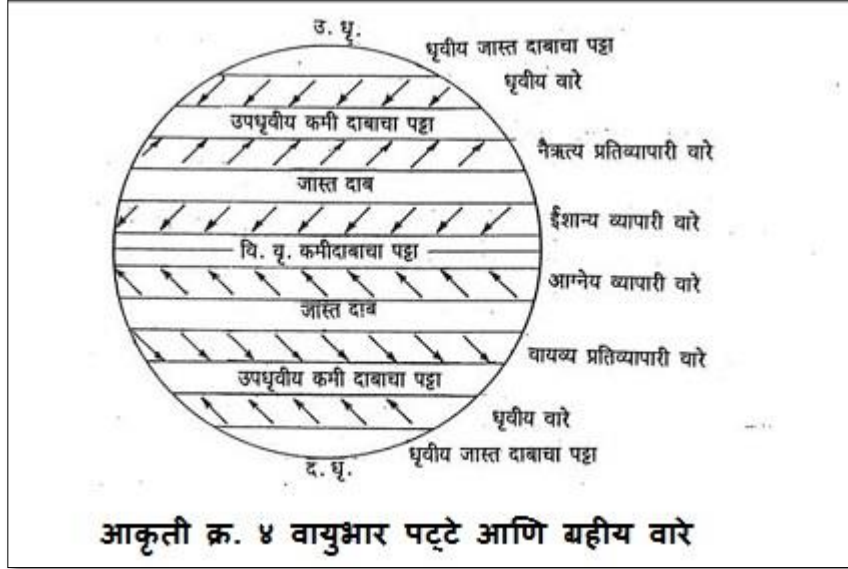 उ. धृ.
धृवीय जास्त दाबाचा पट्टा
धृवीय वारे
उपधृवीय कमी दाबाचा पट्टा
नैऋत्य प्रतिव्यापारी वारे
जास्त दाब
ईशान्य व्यापारी वारे
वि. वृ. कमीदाबाचा पट्टा
आग्नेय व्यापारी वारे
जास्त दाब
वायव्य प्रतिव्यापारी वारे
उपधृवीय कमी दाबाचा पट्टा
धृवीय वारे
धृवीय जास्त दाबाचा पट्टा
द. धृ.
आकृती क्र. ४ वायुभार पट्टे आणि ग्रहीय वारे